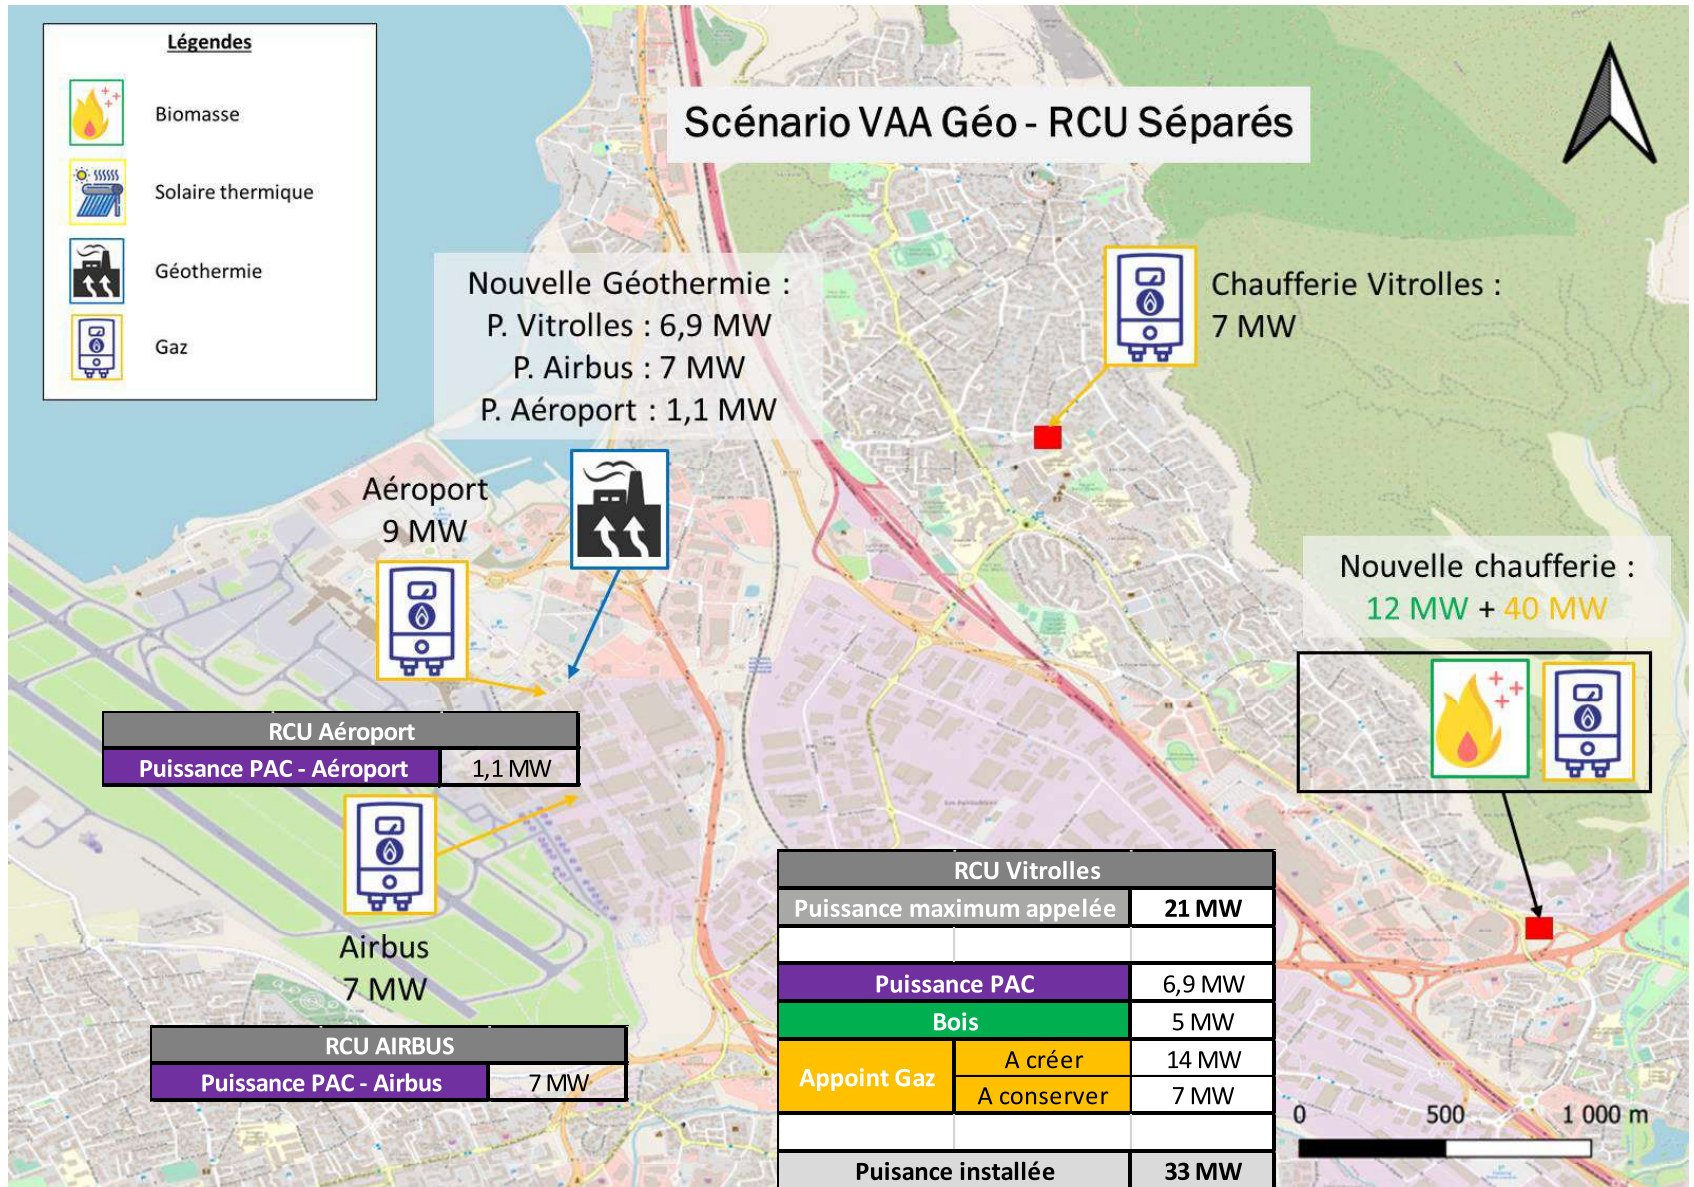 Légendes
Biomasse
Solaire thermique
Géothermie
Gaz
Scénario VAA Géo - RCU Séparés
Nouvelle Géothermie :
P. Vitrolles : 6,9 MW
P. Airbus : 7 MW
P. Aéroport : 1,1 MW
Chaufferie Vitrolles :
7 MW
Aéroport
9 MW
Nouvelle chaufferie :
12 MW + 40 MW
RCU Aéroport
Puissance PAC - Aéroport 1,1 MW
Airbus
7 MW
RCU AIRBUS
Puissance PAC - Airbus 7 MW
RCU Vitrolles
Puissance maximum appelée 21 MW
Puissance PAC 6,9 MW
Bois 5 MW
Appoint Gaz A créer 14 MW
A conserver 7 MW
Puisance installée 33 MW
0 500 1 000 m